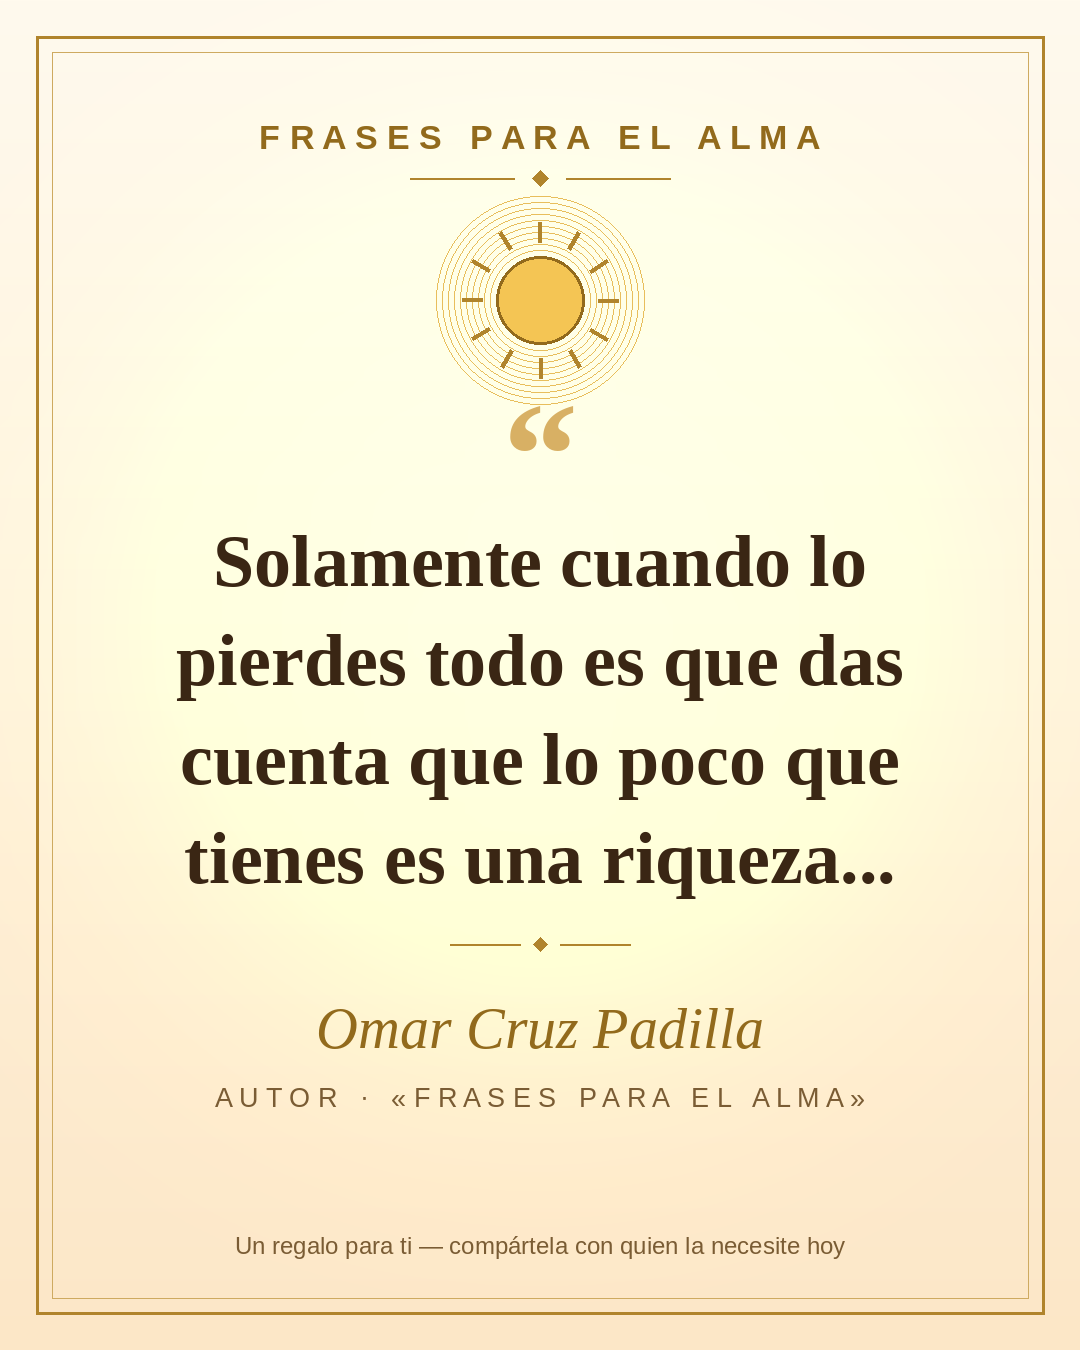 FRASES PARA EL ALMA
“
Solamente cuando lo
pierdes todo es que das
cuenta que lo poco que
tienes es una riqueza...
Omar Cruz Padilla
AUTOR · «FRASES PARA EL ALMA»
Un regalo para ti — compártela con quien la necesite hoy